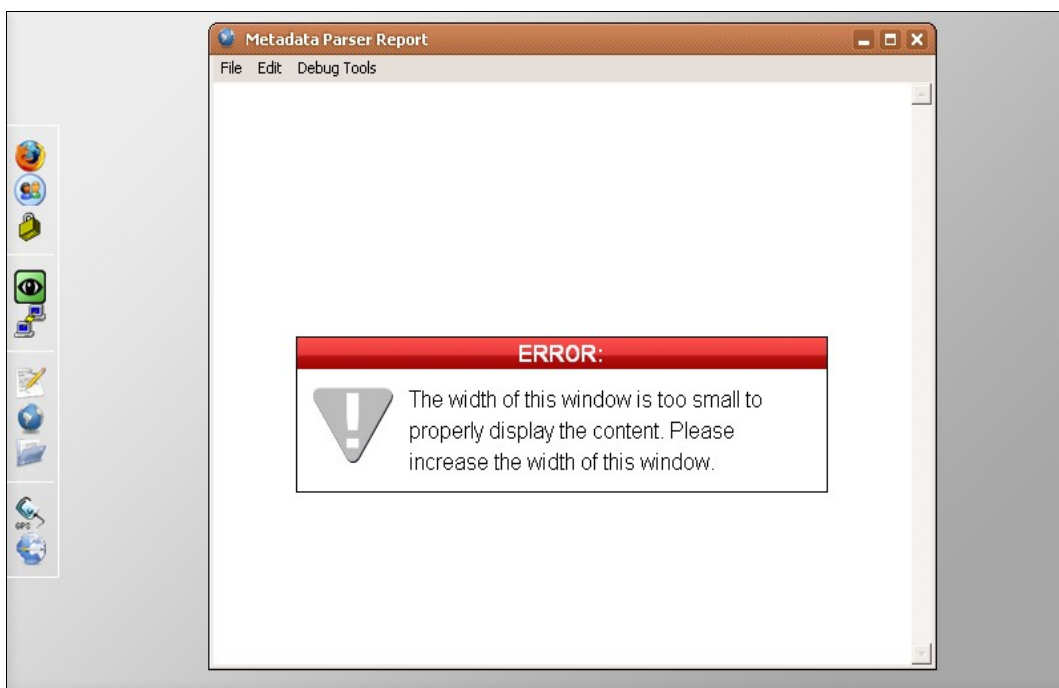 Metadata Parser Report
File Edit Debug Tools
ERROR:
The width of this window is too small to
properly display the content. Please
increase the width of this window.
GPS